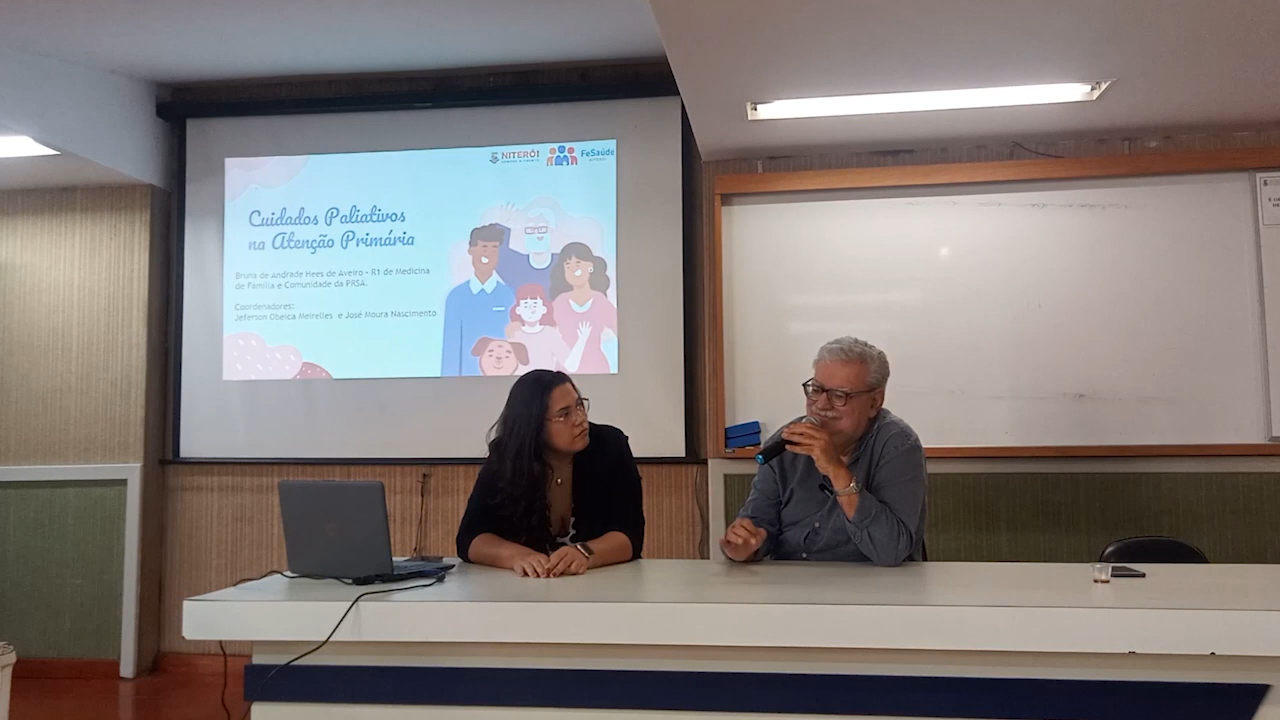 NITERÓI
FeSaúde
NITERÓI
Cuidados Paliativos
na Atenção Primária
Bruna de Andrade Hees de Aveiro – R1 de Medicina
de Família e Comunidade da PRSA.
Coordenadores:
Jeferson Obeica Meirelles e José Moura Nascimento